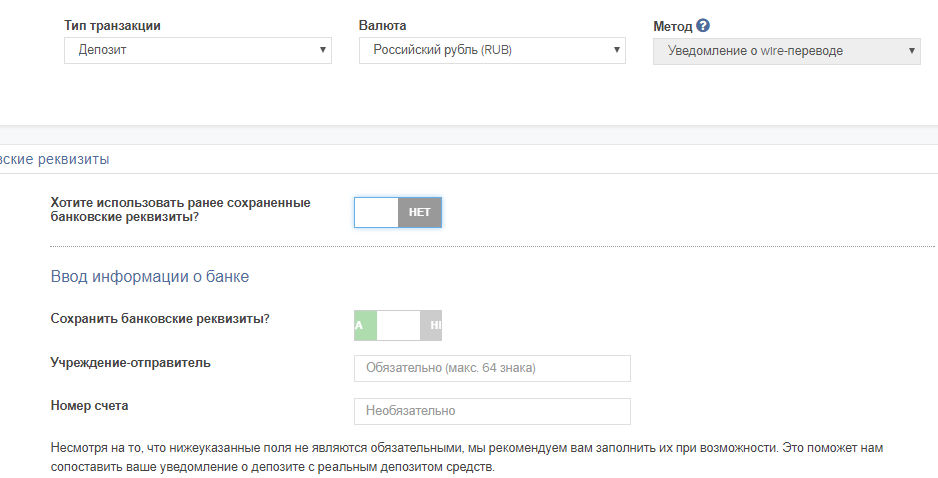 Тип транзакции
Валюта
Метод ?
Депозит
Российский рубль (RUB)
Уведомление о wire-переводе
вские реквизиты
Хотите использовать ранее сохраненные
банковские реквизиты?
НЕТ
Ввод информации о банке
Сохранить банковские реквизиты?
А
НЕ
Учреждение-отправитель
Обязательно (макс. 64 знака)
Номер счета
Необязательно
Несмотря на то, что нижеуказанные поля не являются обязательными, мы рекомендуем вам заполнить их при возможности. Это поможет нам
сопоставить ваше уведомление о депозите с реальным депозитом средств.